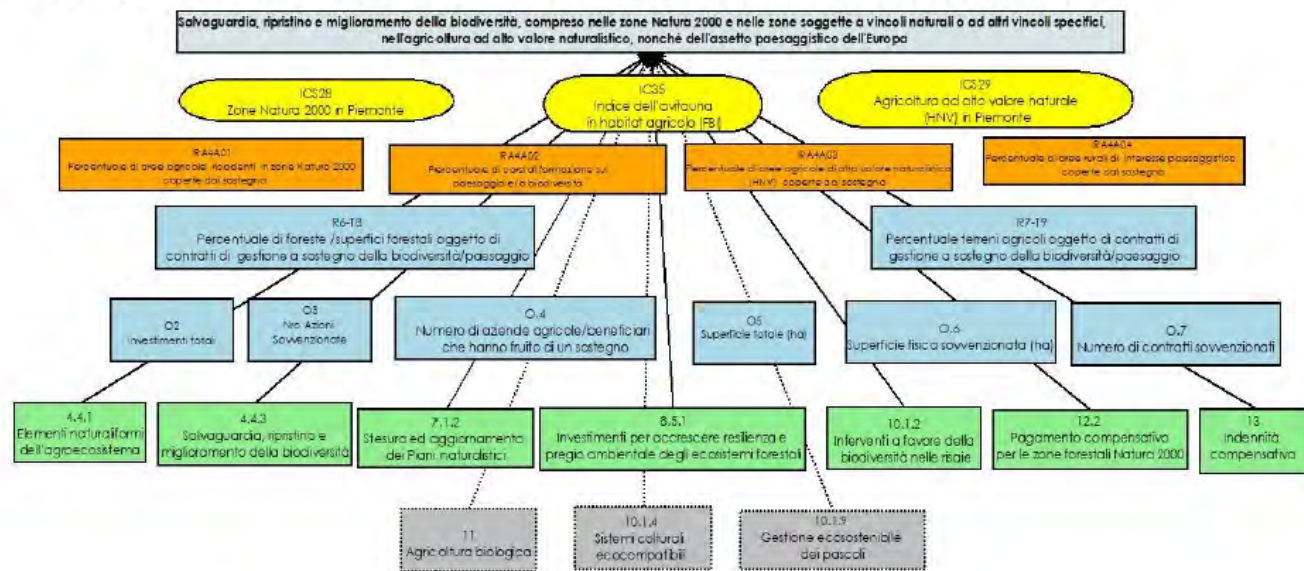 Salvaguardia, ripristino e miglioramento della biodiversità, compreso nelle zone Natura 2000 e nelle zone soggette a vincoli naturali o ad altri vincoli specifici,
nell'agricoltura ad alto valore naturalistico, nonché dell'assetto paesaggistico dell'Europa
ICS28
Zone Natura 2000 in Piemonte
IC35
Indice dell'avifauna
in habitat agricolo (FBI)
ICS29
Agricoltura ad alto valore naturale
(HNV) in Piemonte
RA4A01
Percentuale di aree agricole ricadenti in zone Natura 2000
coperte dal sostegno
RA4A02
Percentuale di corsi di formazione sul
paesaggio e/o biodiversità
RA4A03
Percentuale di aree agricole di alto valore naturalistico
(HNV) coperte dal sostegno
RA4A04
Percentuale di aree rurali di interesse paesaggistico
coperte dal sostegno
R6-T8
Percentuale di foreste /superfici forestali oggetto di
contratti di gestione a sostegno della biodiversità/paesaggio
R7-T9
Percentuale terreni agricoli oggetto di contratti di
gestione a sostegno della biodiversità/paesaggio
O2
Investimenti totali
O3
Nro Azioni
Sovvenzionate
O.4
Numero di aziende agricole/beneficiari
che hanno fruito di un sostegno
O5
Superficie totale (ha)
O.6
Superficie fisica sovvenzionata (ha)
O.7
Numero di contratti sovvenzionati
4.4.1
Elementi naturaliformi
dell'agroecosistema
4.4.3
Salvaguardia, ripristino e
miglioramento della biodiversità
7.1.2
Stesura ed aggiornamento
dei Piani naturalistici
8.5.1
Investimenti per accrescere resilienza e
pregio ambientale degli ecosistemi forestali
10.1.2
Interventi a favore della
biodiversità nelle risaie
12.2
Pagamento compensativo
per le zone forestali Natura 2000
13
Indennità
compensativa
11
Agricoltura biologica
10.1.4
Sistemi colturali
ecocompatibili
10.1.9
Gestione ecosostenibile
dei pascoli